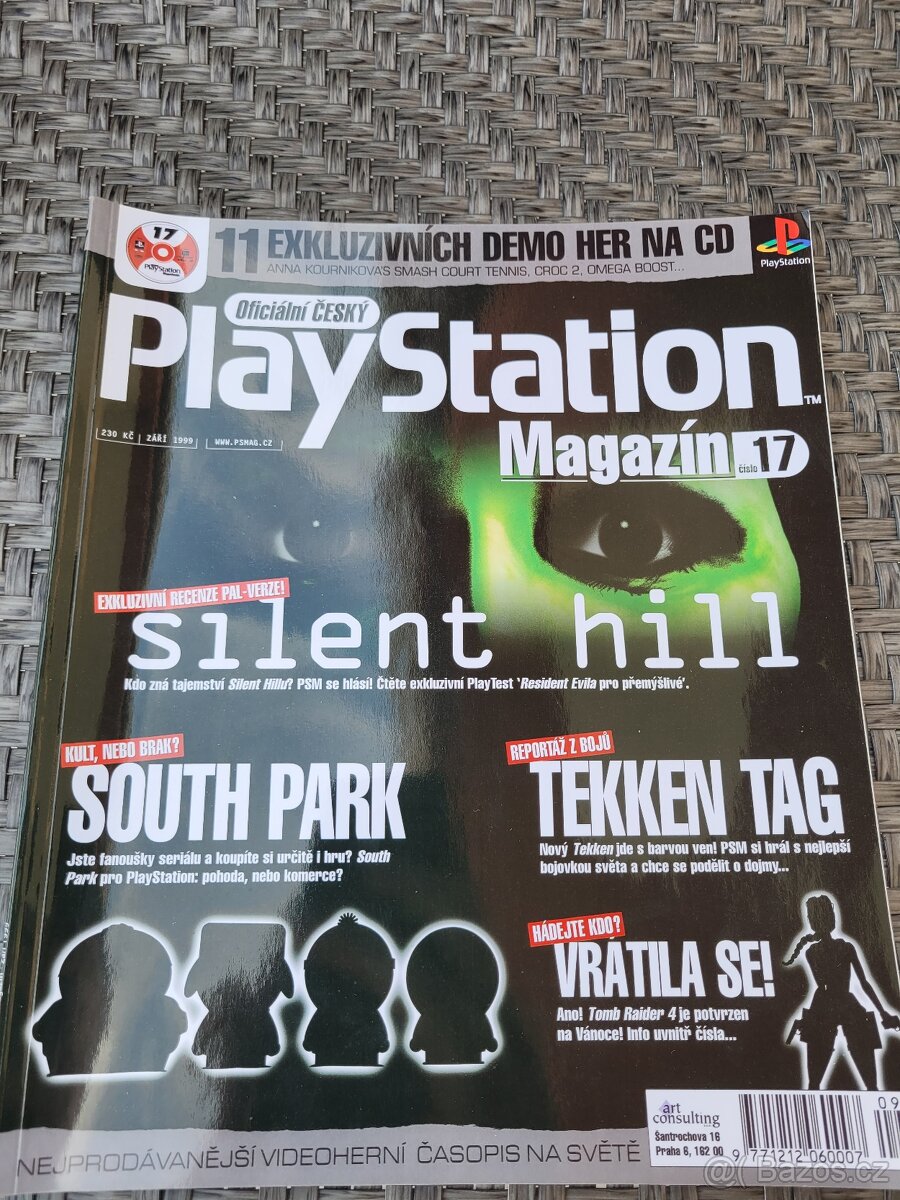 17
PlayStation
11 EXKLUZIVNÍCH DEMO HER NA CD
ANNA KOURNIKOVA'S SMASH COURT TENNIS, CROC 2, OMEGA BOOST...
PlayStation
Oficiální ČESKÝ
PlayStation™
230 KČ | ZÁŘÍ 1999 | WWW.PSMAG.CZ
Magazín číslo 17
EXKLUZIVNÍ RECENZE PAL-VERZE!
silent hill
Kdo zná tajemství Silent Hillu? PSM se hlásí! Čtěte exkluzivní PlayTest 'Resident Evila pro přemýšlivé'.
KULT, NEBO BRAK?
SOUTH PARK
Jste fanoušky seriálu a koupíte si určitě i hru? South
Park pro PlayStation: pohoda, nebo komerce?
REPORTÁŽ Z BOJŮ
TEKKEN TAG
Nový Tekken jde s barvou ven! PSM si hrál s nejlepší
bojovkou světa a chce se podělit o dojmy...
HÁDEJTE KDO?
VRÁTILA SE!
Ano! Tomb Raider 4 je potvrzen
na Vánoce! Info uvnitř čísla...
NEJPRODÁVANĚJŠÍ VIDEOHERNÍ ČASOPIS NA SVĚTĚ
art
consulting
Šantrochova 16
Praha 6, 162 00
09
9 771212 060007
Bazos.cz